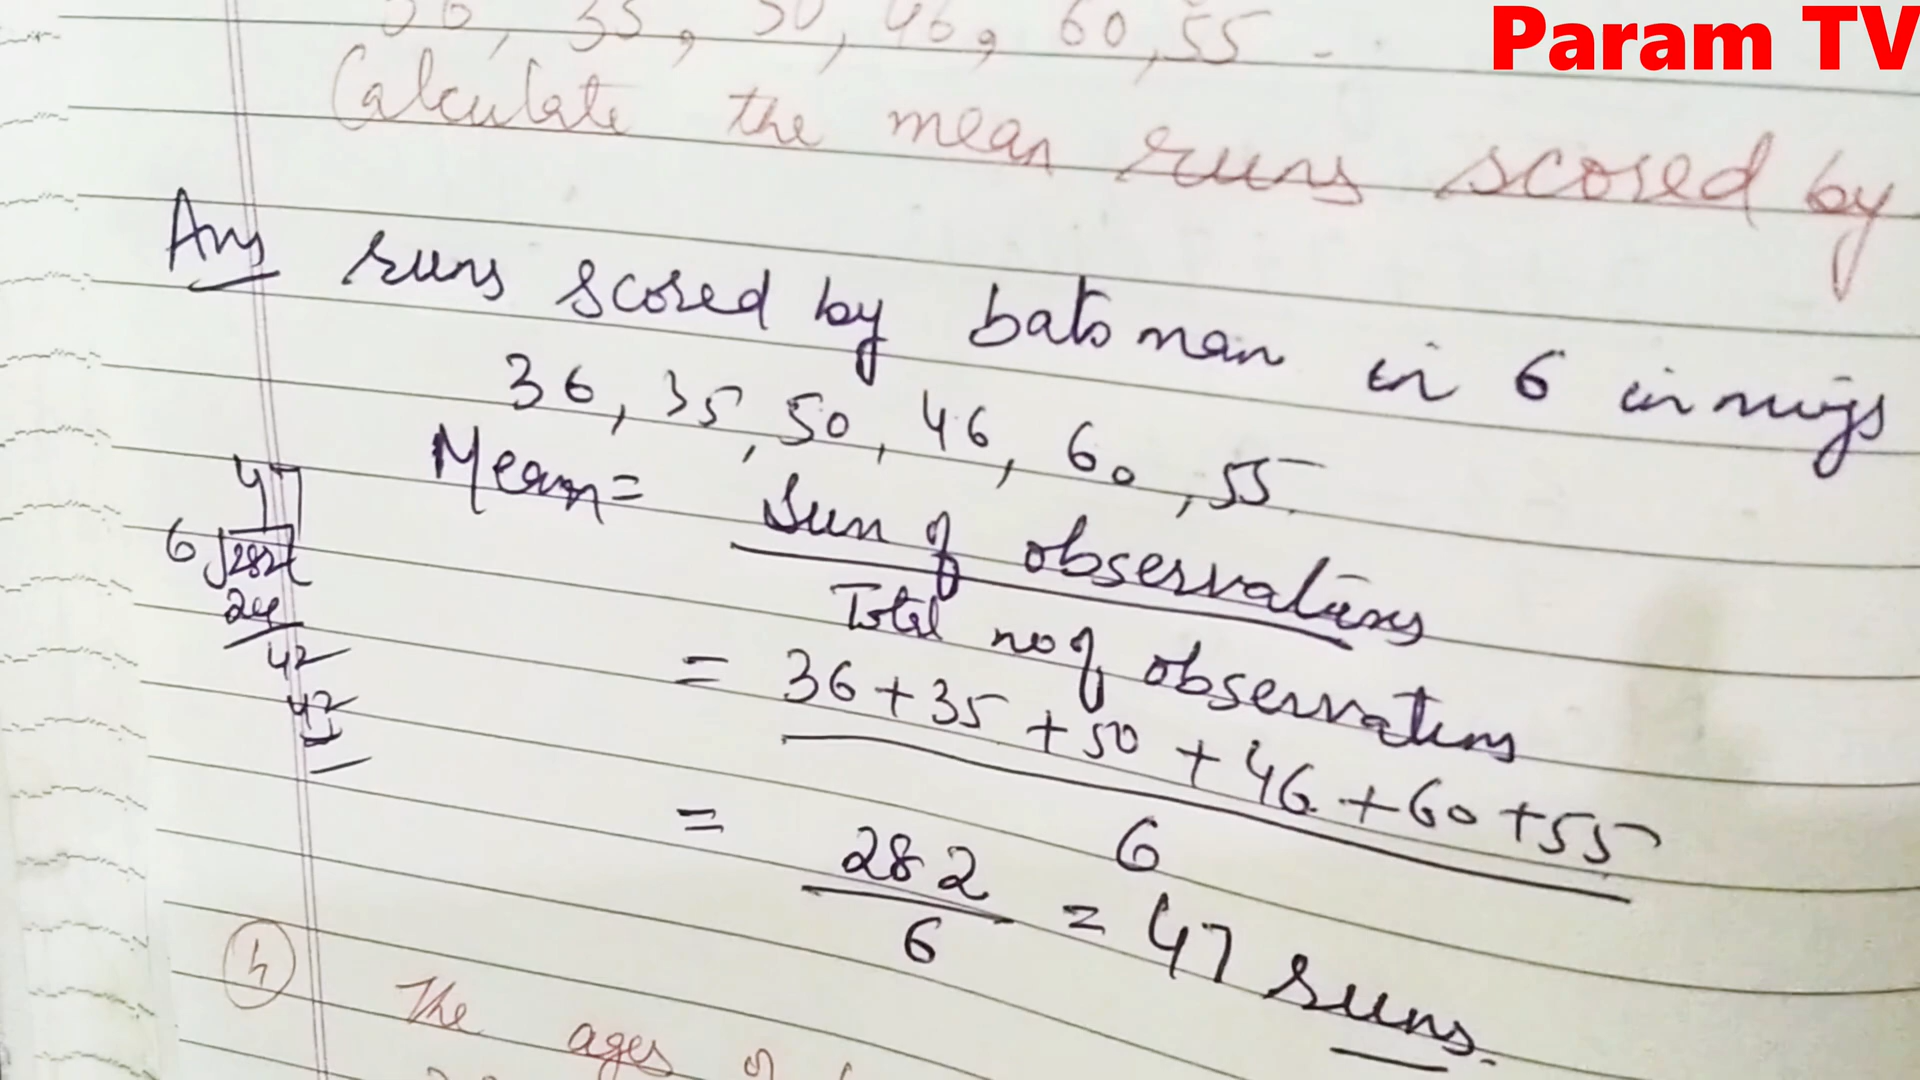 Param TV
36, 35, 50, 46, 60, 55
Calculate the mean runs scored by
Ans runs scored by batsman in 6 innings
36, 35, 50, 46, 60, 55
Mean = Sum of observations
Total no of observations
= 36 + 35 + 50 + 46 + 60 + 55
6
= 282
6
= 47 runs.
47
6 282
24
42
42
4 The ages of